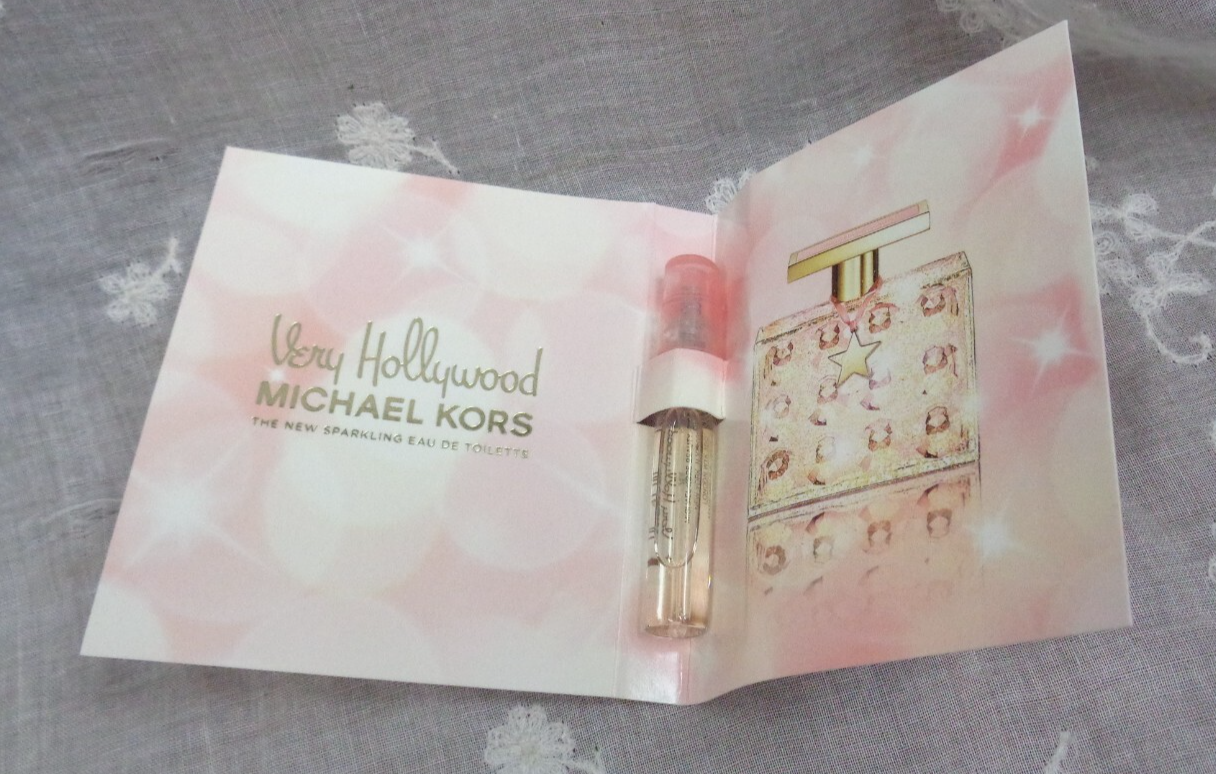 Very Hollywood
MICHAEL KORS
THE NEW SPARKLING EAU DE TOILETTE